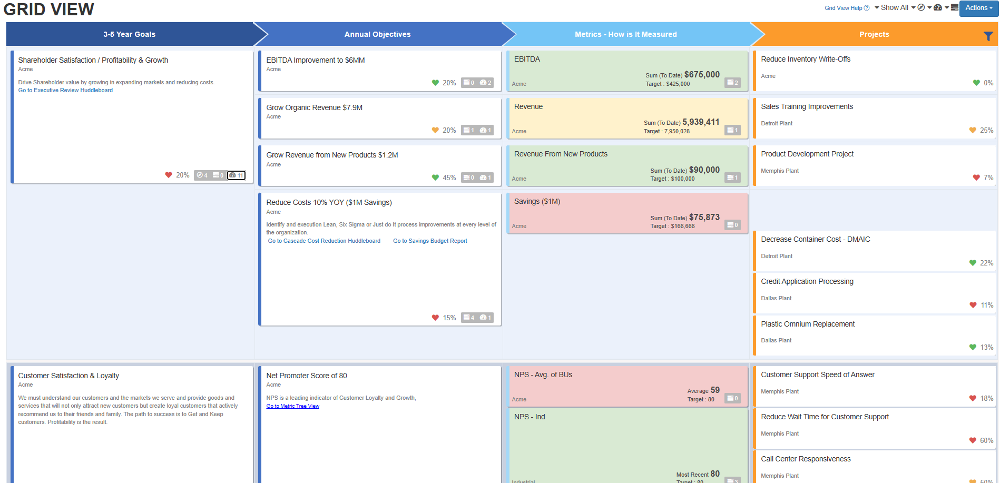 GRID VIEW
Grid View Help Show All Actions
3-5 Year Goals
Annual Objectives
Metrics - How is It Measured
Projects
Shareholder Satisfaction / Profitability & Growth
Acme
Drive Shareholder value by growing in expanding markets and reducing costs.
Go to Executive Review Huddleboard
20% 4 0 11
EBITDA Improvement to $6MM
Acme
20% 0 2
EBITDA
Sum (To Date) $675,000
Target : $425,000
Acme
2
Reduce Inventory Write-Offs
Acme
0%
Grow Organic Revenue $7.9M
Acme
20% 1 1
Revenue
Sum (To Date) 5,939,411
Target : 7,950,028
Acme
1
Sales Training Improvements
Detroit Plant
25%
Grow Revenue from New Products $1.2M
Acme
45% 0 1
Revenue From New Products
Sum (To Date) $90,000
Target : $100,000
Acme
1
Product Development Project
Memphis Plant
7%
Reduce Costs 10% YOY ($1M Savings)
Acme
Identify and execution Lean, Six Sigma or Just do It process improvements at every level of
the organization.
Go to Cascade Cost Reduction Huddleboard Go to Savings Budget Report
15% 4 1
Savings ($1M)
Sum (To Date) $75,873
Target : $166,666
Acme
0
Decrease Container Cost - DMAIC
Detroit Plant
22%
Credit Application Processing
Dallas Plant
11%
Plastic Omnium Replacement
Dallas Plant
13%
Customer Satisfaction & Loyalty
Acme
We must understand our customers and the markets we serve and provide goods and
services that will not only attract new customers but create loyal customers that actively
recommend us to their friends and family. The path to success is to Get and Keep
customers. Profitability is the result.
Net Promoter Score of 80
Acme
NPS is a leading indicator of Customer Loyalty and Growth,
Go to Metric Tree View
NPS - Avg. of BUs
Average 59
Target : 80
Acme
0
NPS - Ind
Most Recent 80
Target : 80
Industrial
3
Customer Support Speed of Answer
Memphis Plant
18%
Reduce Wait Time for Customer Support
Memphis Plant
60%
Call Center Responsiveness
Memphis Plant
60%